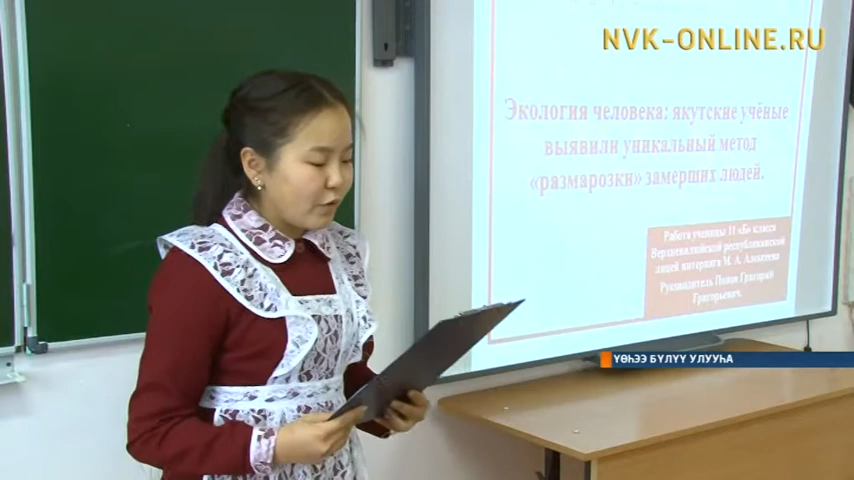 NVK-ONLINE.RU
Экология человека: якутские учёные
выявили уникальный метод
«размарозки" замерших людей.
Работа ученицы 11 «Б» класса
Верхневилюйской республиканской
лицей интерната М. А. Алексеева
Руководитель Попов Григорий
Григорьевич.
ҮӨҺЭЭ БҮЛҮҮ УЛУУҺА